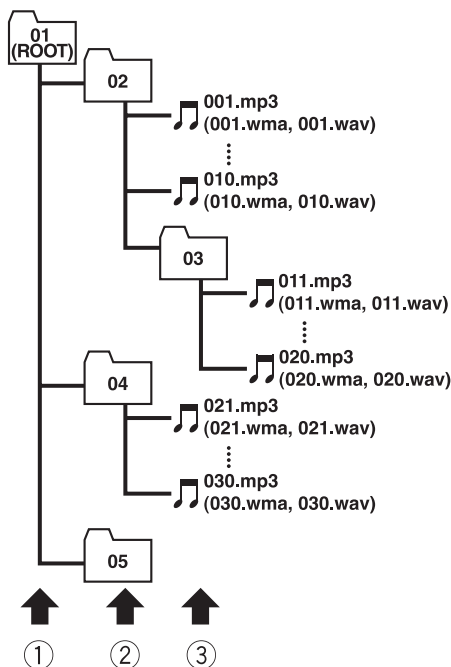 01
(ROOT)
02
001.mp3
(001.wma, 001.wav)
010.mp3
(010.wma, 010.wav)
03
011.mp3
(011.wma, 011.wav)
020.mp3
(020.wma, 020.wav)
04
021.mp3
(021.wma, 021.wav)
030.mp3
(030.wma, 030.wav)
05
① ② ③